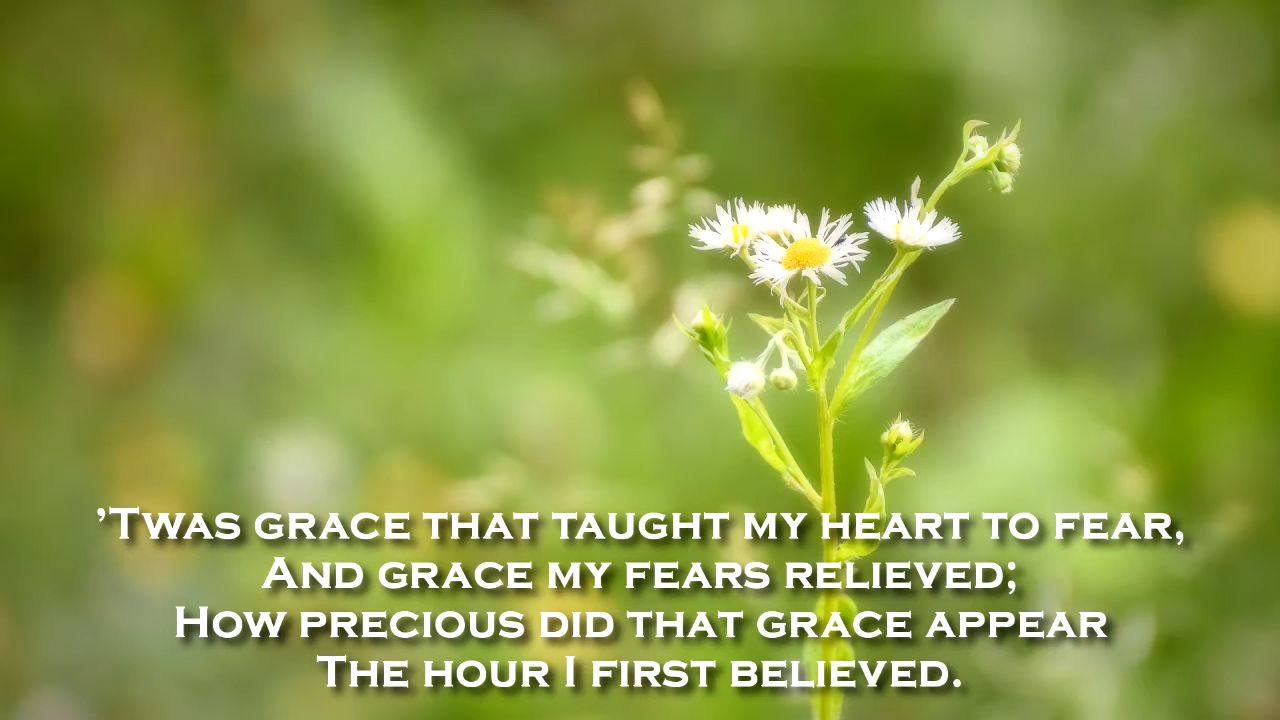 ’Twas grace that taught my heart to fear,
And grace my fears relieved;
How precious did that grace appear
The hour I first believed.